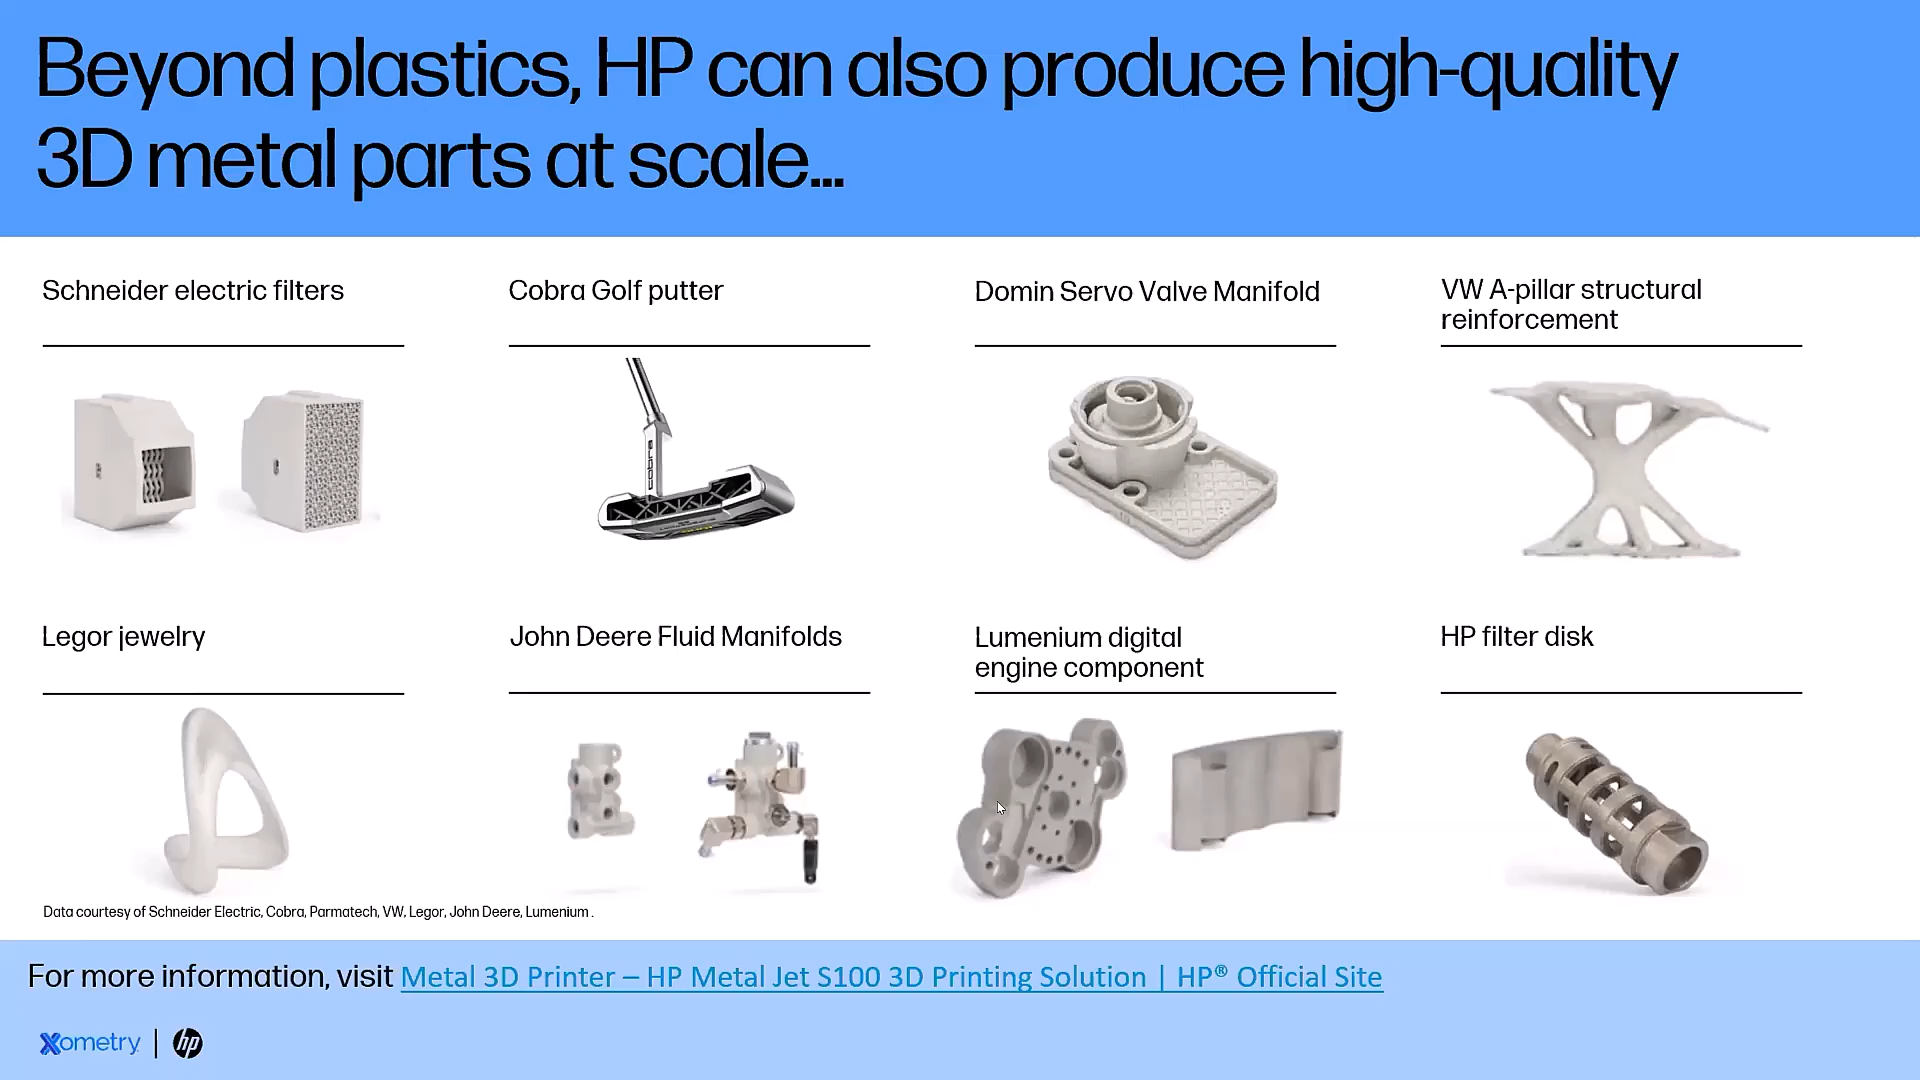 Beyond plastics, HP can also produce high-quality
3D metal parts at scale...
Schneider electric filters
Cobra Golf putter
Domin Servo Valve Manifold
VW A-pillar structural
reinforcement
cobra
Legor jewelry
John Deere Fluid Manifolds
Lumenium digital
engine component
HP filter disk
Data courtesy of Schneider Electric, Cobra, Parmatech, VW, Legor, John Deere, Lumenium .
For more information, visit Metal 3D Printer – HP Metal Jet S100 3D Printing Solution | HP® Official Site
Xometry | hp